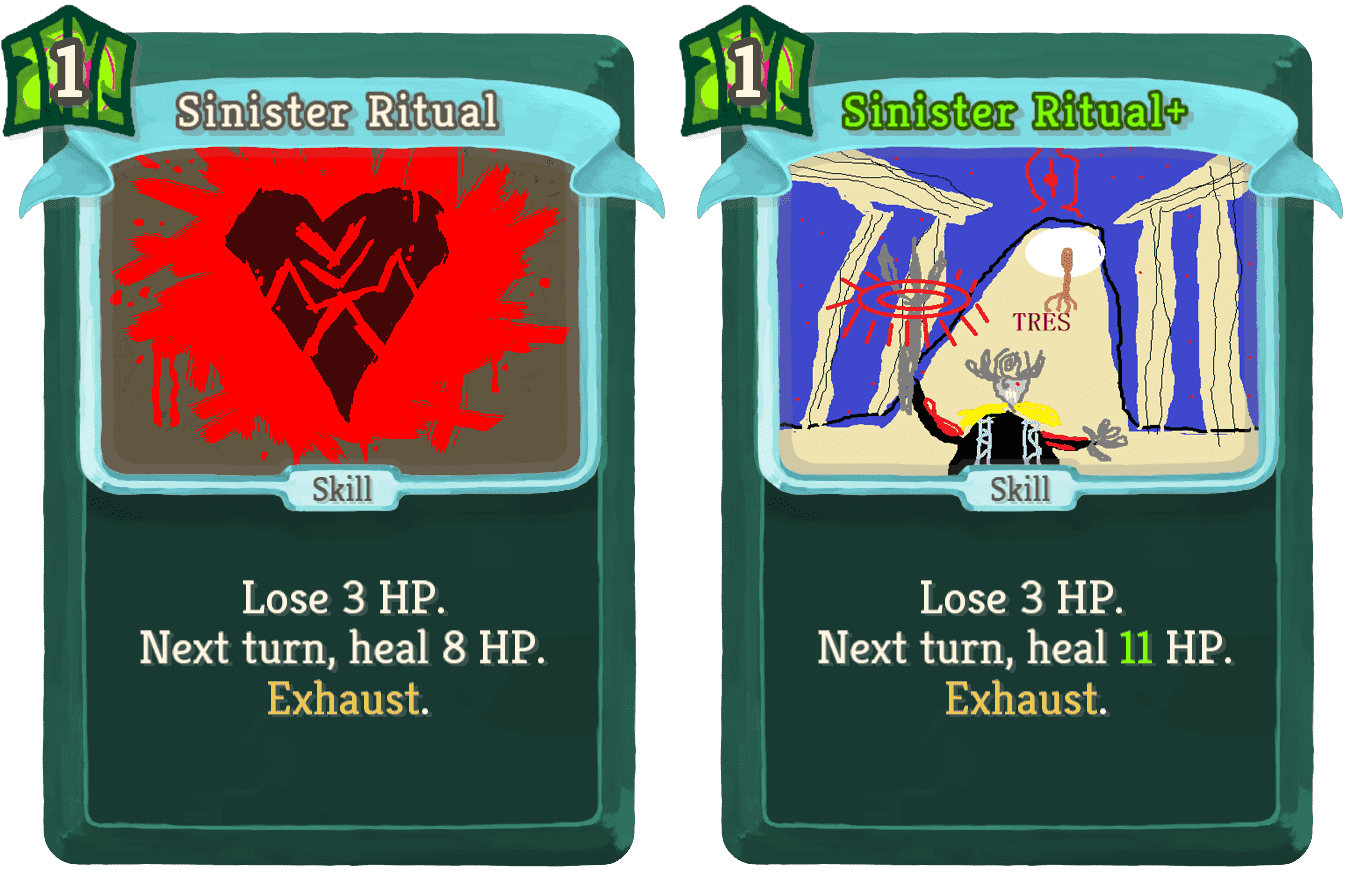 1
Sinister Ritual
Skill
Lose 3 HP.
Next turn, heal 8 HP.
Exhaust.
1
Sinister Ritual+
TRES
Skill
Lose 3 HP.
Next turn, heal 11 HP.
Exhaust.